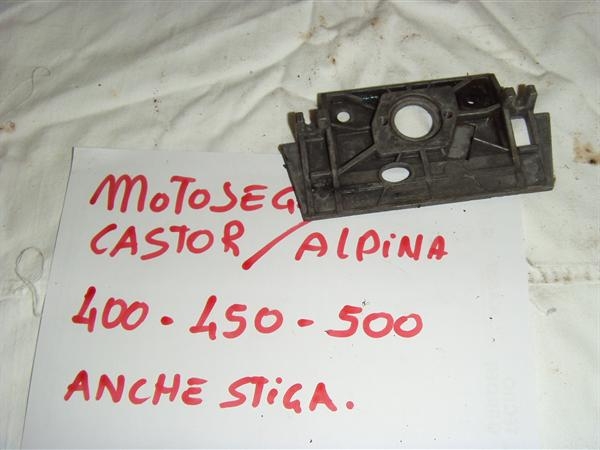 MOTOSEG
CASTOR / ALPINA
400 - 450 - 500
ANCHE STIGA.